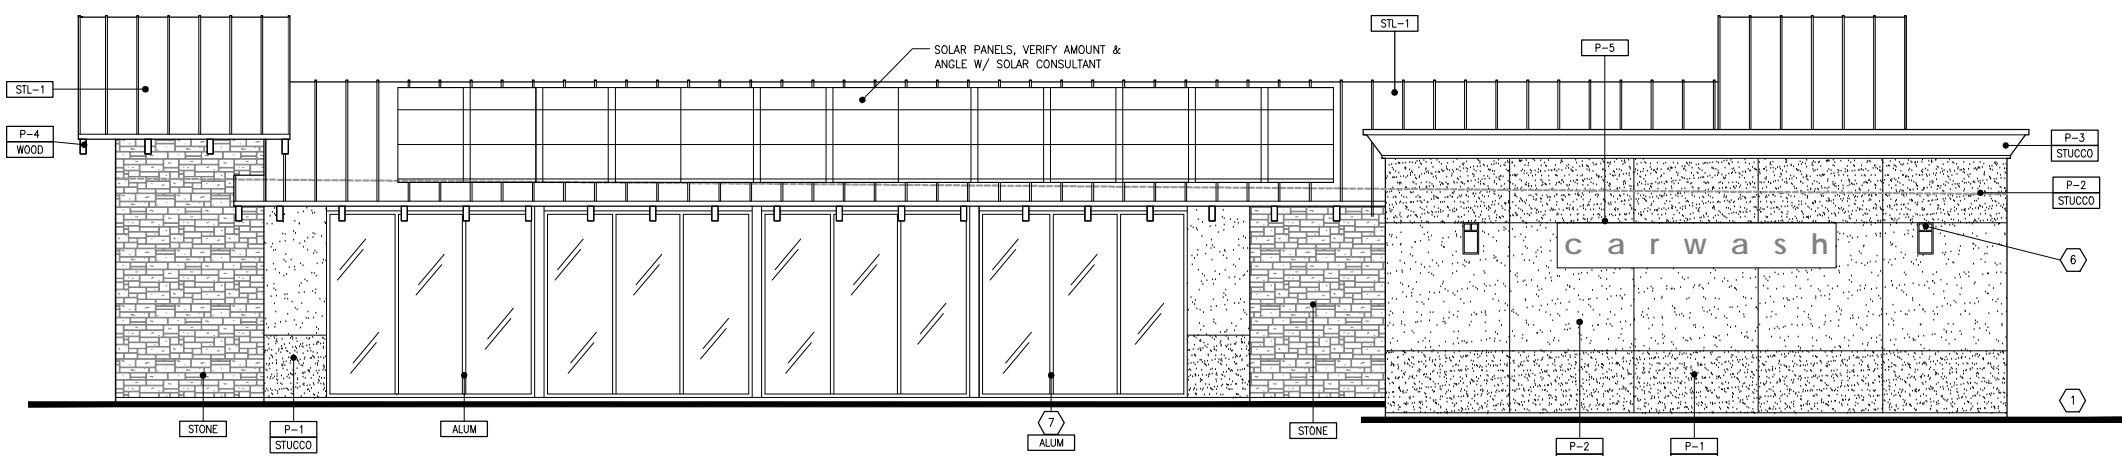 STL-1
P-5
SOLAR PANELS, VERIFY AMOUNT &
ANGLE W/ SOLAR CONSULTANT
STL-1
P-4
WOOD
P-3
STUCCO
P-2
STUCCO
carwash
6
1
7
STONE
P-1
STUCCO
ALUM
ALUM
STONE
P-2
P-1